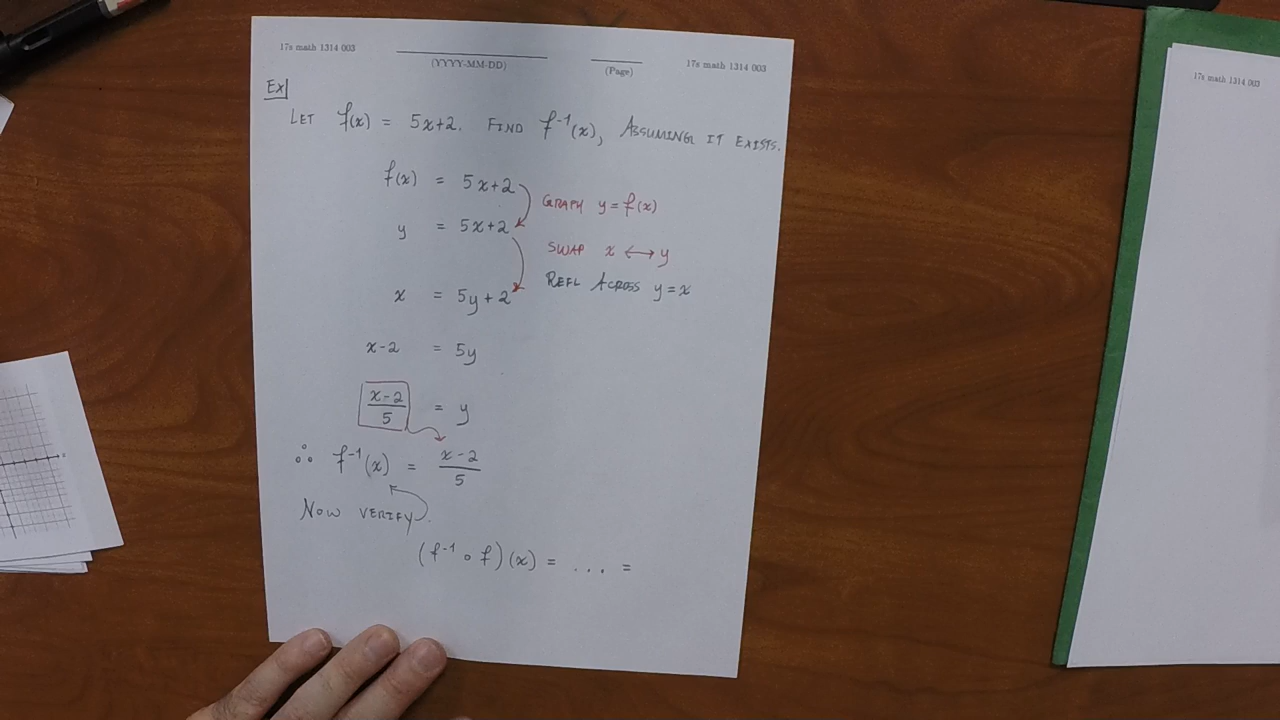 17s math 1314 003
(YYYY-MM-DD)
(Page)
17s math 1314 003
Ex
LET f(x) = 5x+2. FIND f⁻¹(x), ASSUMING IT EXISTS.
f(x) = 5x+2
GRAPH y = f(x)
y = 5x+2
SWAP x ↔ y
REFL ACROSS y = x
x = 5y+2
x-2 = 5y
x-2/5 = y
∴ f⁻¹(x) = x-2/5
NOW VERIFY.
(f⁻¹∘f)(x) = ... =
17s math 1314 003